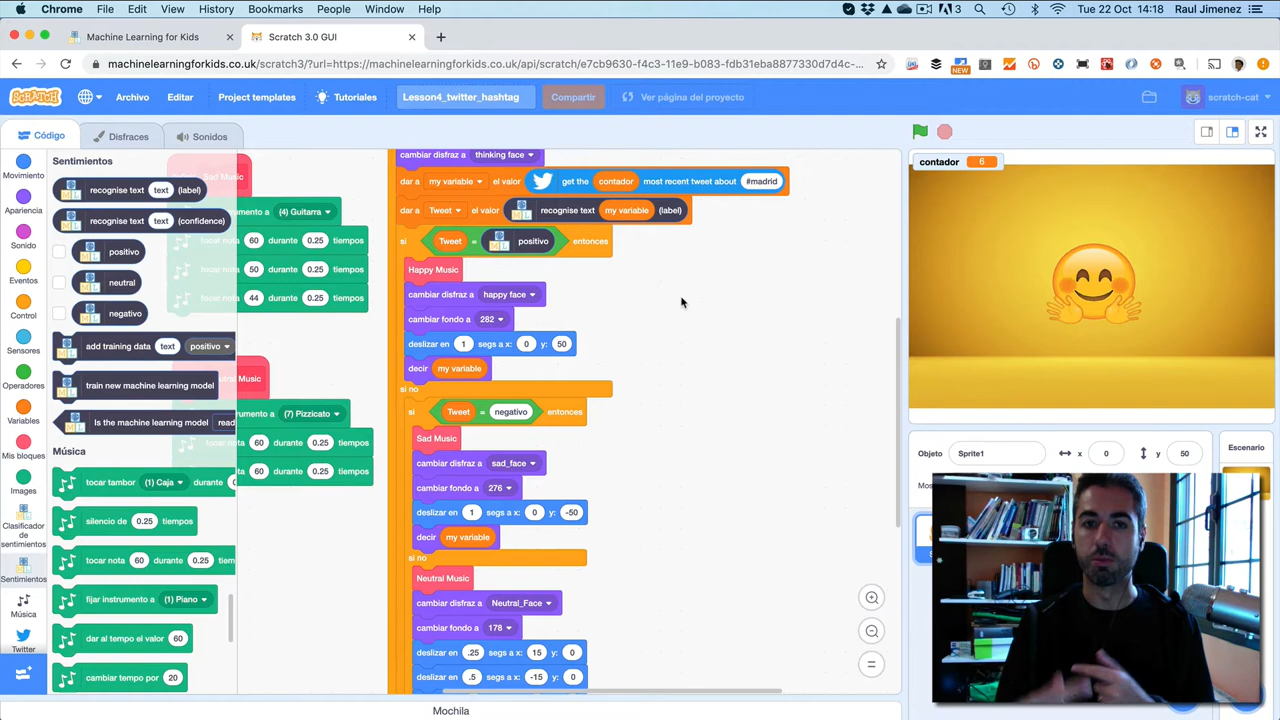 Chrome File Edit View History Bookmarks People Window Help 3 Tue 22 Oct 14:18 Raul Jimenez
Machine Learning for Kids
Scratch 3.0 GUI
machinelearningforkids.co.uk/scratch3/?url=https://machinelearningforkids.co.uk/api/scratch/e7cb9630-f4c3-11e9-b083-fdb31eba8877330d7d4c-...
NEW
SCRATCH Archivo Editar Project templates Tutoriales Lesson4_twitter_hashtag Compartir Ver página del proyecto scratch-cat
Código Disfraces Sonidos
Movimiento
Apariencia
Sonido
Eventos
Control
Sensores
Operadores
Variables
Mis bloques
Images
Clasificador de sentimientos
Sentimientos
Música
Twitter
Sentimientos
recognise text text (label)
recognise text text (confidence)
positivo
neutral
negativo
add training data text positivo
train new machine learning model
Is the machine learning model
Música
tocar tambor (1) Caja durante
silencio de 0.25 tiempos
tocar nota 60 durante 0.25 tiempos
fijar instrumento a (1) Piano
dar al tempo el valor 60
cambiar tempo por 20
Sad Music
(4) Guitarra
60 durante 0.25 tiempos
50 durante 0.25 tiempos
44 durante 0.25 tiempos
Music
(7) Pizzicato
60 durante 0.25 tiempos
60 durante 0.25 tiempos
cambiar disfraz a thinking face
dar a my variable el valor get the contador most recent tweet about #madrid
dar a Tweet el valor recognise text my variable (label)
si Tweet = positivo entonces
Happy Music
cambiar disfraz a happy face
cambiar fondo a 282
deslizar en 1 segs a x: 0 y: 50
decir my variable
si no
si Tweet = negativo entonces
Sad Music
cambiar disfraz a sad_face
cambiar fondo a 276
deslizar en 1 segs a x: 0 y: -50
decir my variable
si no
Neutral Music
cambiar disfraz a Neutral_Face
cambiar fondo a 178
deslizar en .25 segs a x: 15 y: 0
deslizar en .5 segs a x: -15 y: 0
Mochila
contador 6
Objeto Sprite1 x 0 y 50
Escenario